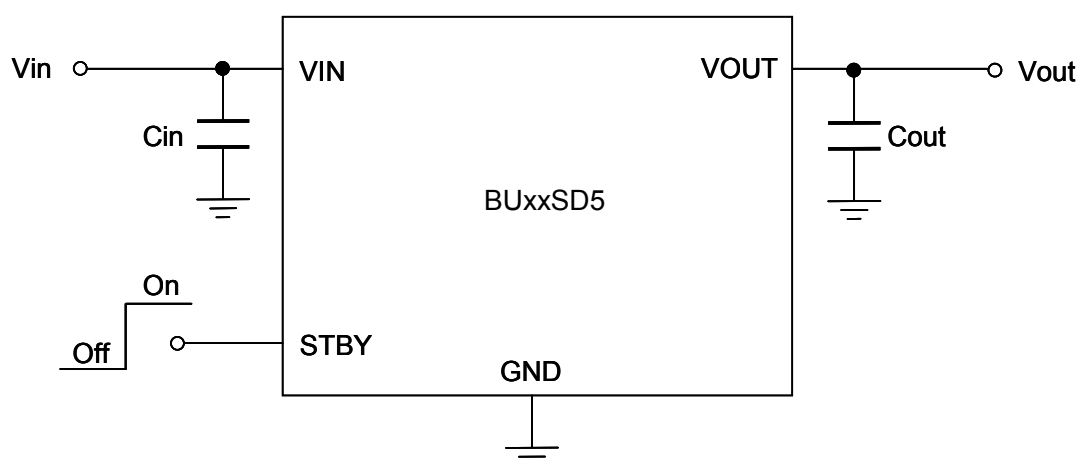 Vin
VIN
VOUT
Vout
Cin
Cout
BUxxSD5
On
Off
STBY
GND